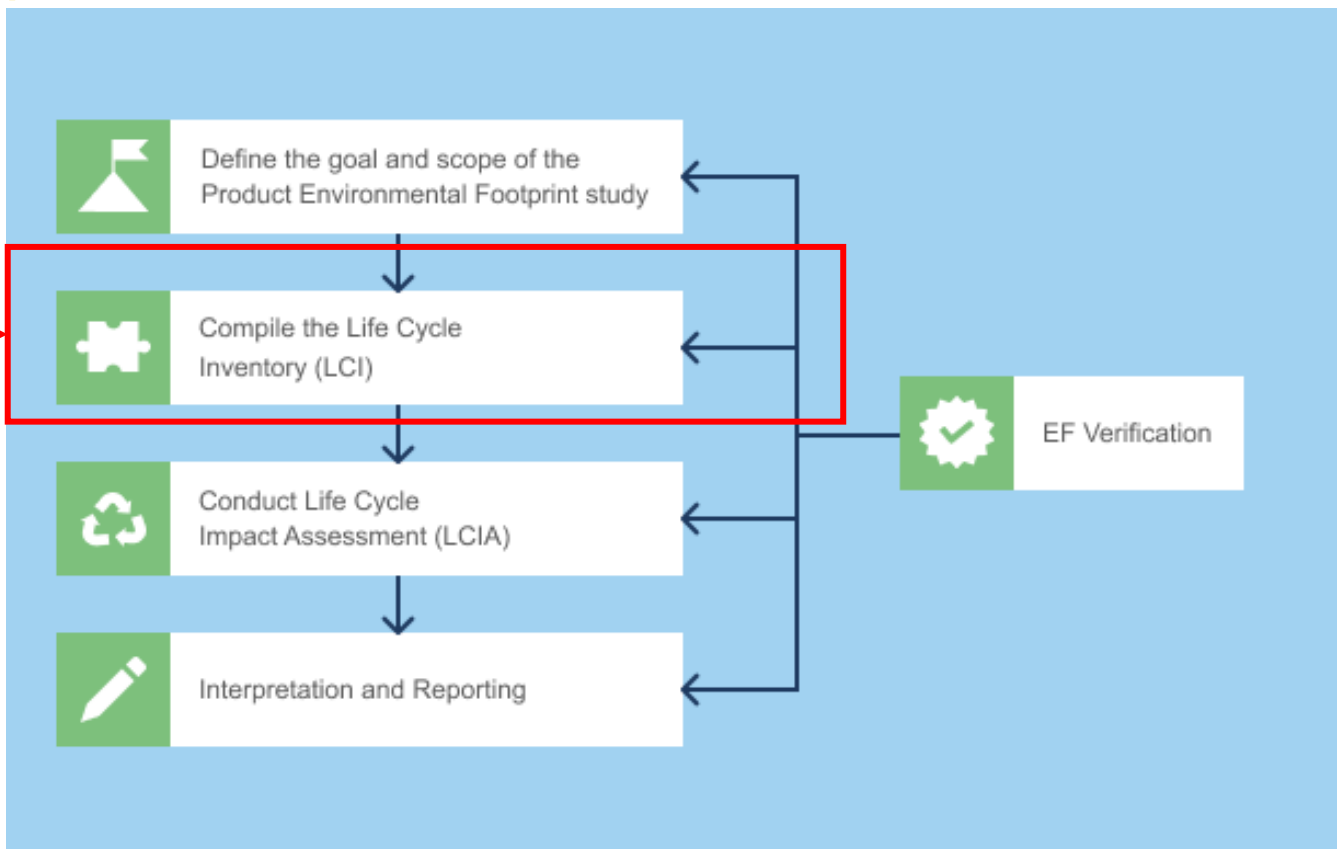 Define the goal and scope of the
Product Environmental Footprint study
Compile the Life Cycle
Inventory (LCI)
Conduct Life Cycle
Impact Assessment (LCIA)
Interpretation and Reporting
EF Verification